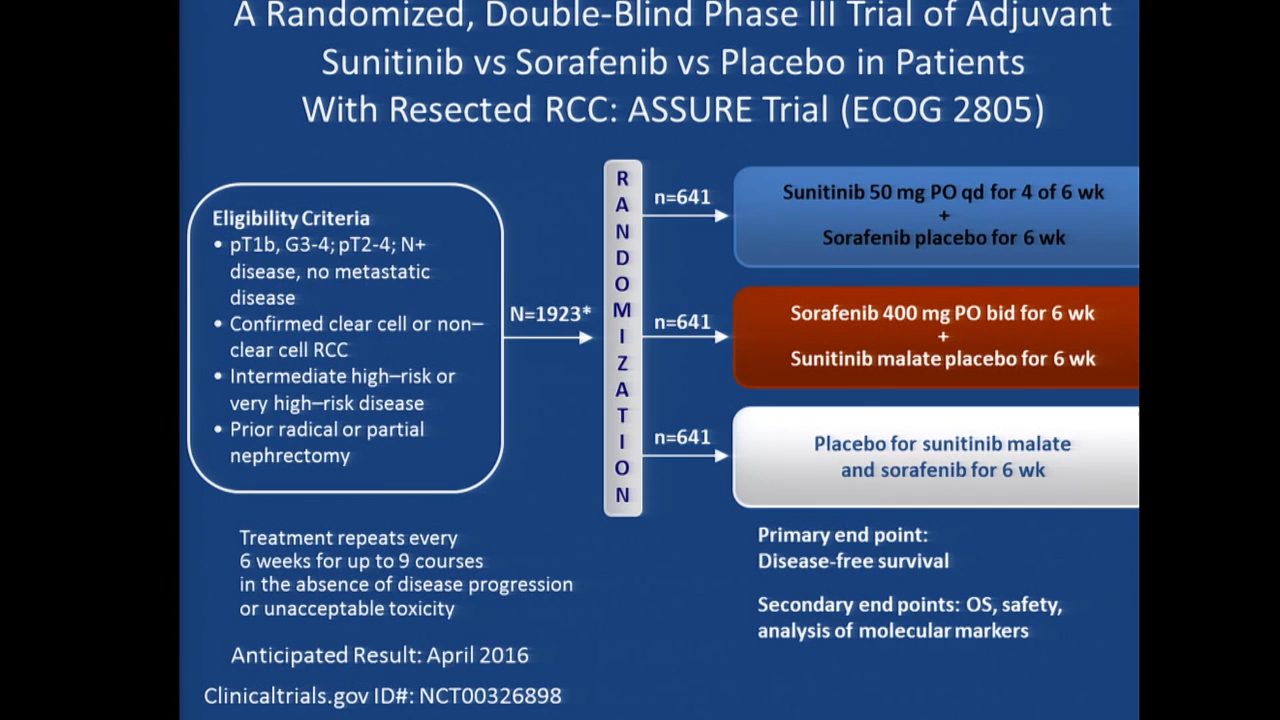 A Randomized, Double-Blind Phase III Trial of Adjuvant
Sunitinib vs Sorafenib vs Placebo in Patients
With Resected RCC: ASSURE Trial (ECOG 2805)
Eligibility Criteria
• pT1b, G3-4; pT2-4; N+
disease, no metastatic
disease
• Confirmed clear cell or non–
clear cell RCC
• Intermediate high–risk or
very high–risk disease
• Prior radical or partial
nephrectomy
N=1923*
RANDOMIZATION
n=641
Sunitinib 50 mg PO qd for 4 of 6 wk
+
Sorafenib placebo for 6 wk
n=641
Sorafenib 400 mg PO bid for 6 wk
+
Sunitinib malate placebo for 6 wk
n=641
Placebo for sunitinib malate
and sorafenib for 6 wk
Treatment repeats every
6 weeks for up to 9 courses
in the absence of disease progression
or unacceptable toxicity
Primary end point:
Disease-free survival
Secondary end points: OS, safety,
analysis of molecular markers
Anticipated Result: April 2016
Clinicaltrials.gov ID#: NCT00326898